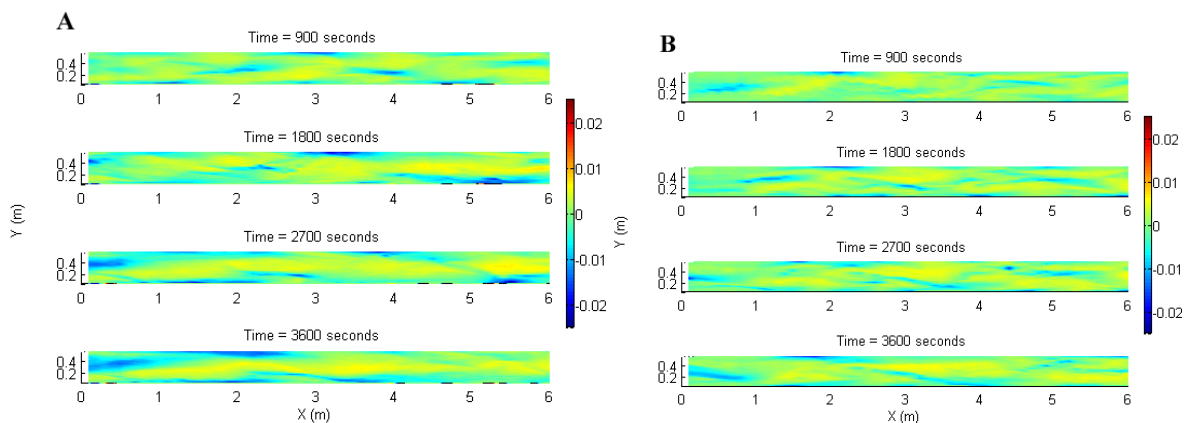 A
Time = 900 seconds
0.4
0.2
0 1 2 3 4 5 6
Time = 1800 seconds
0.4
0.2
0 1 2 3 4 5 6
Time = 2700 seconds
0.4
0.2
0 1 2 3 4 5 6
Time = 3600 seconds
0.4
0.2
0 1 2 3 4 5 6
X (m)
Y (m)
0.02
0.01
0
-0.01
-0.02
B
Time = 900 seconds
0.4
0.2
0 1 2 3 4 5 6
Time = 1800 seconds
0.4
0.2
0 1 2 3 4 5 6
Time = 2700 seconds
0.4
0.2
0 1 2 3 4 5 6
Time = 3600 seconds
0.4
0.2
0 1 2 3 4 5 6
X (m)
Y (m)
0.02
0.01
0
-0.01
-0.02